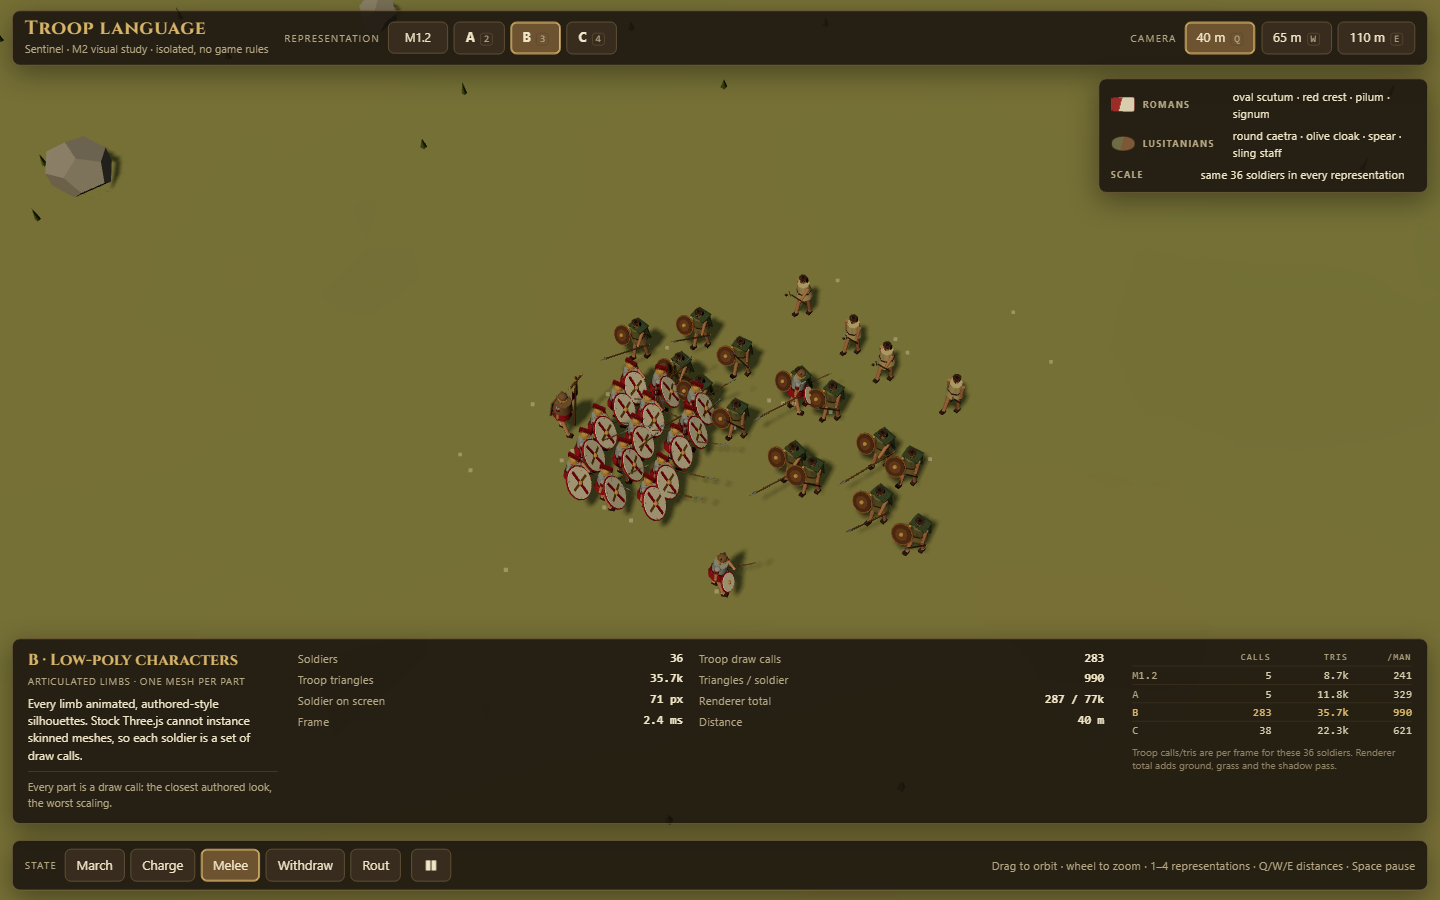 TROOP LANGUAGE
Sentinel · M2 visual study · isolated, no game rules
REPRESENTATION M1.2 A 2 B 3 C 4
CAMERA 40 m Q 65 m W 110 m E
ROMANS oval scutum · red crest · pilum ·
signum
LUSITANIANS round caetra · olive cloak · spear ·
sling staff
SCALE same 36 soldiers in every representation
B · LOW-POLY CHARACTERS
ARTICULATED LIMBS · ONE MESH PER PART
Every limb animated, authored-style
silhouettes. Stock Three.js cannot instance
skinned meshes, so each soldier is a set of
draw calls.
Every part is a draw call: the closest authored look,
the worst scaling.
Soldiers 36
Troop triangles 35.7k
Soldier on screen 71 px
Frame 2.4 ms
Troop draw calls 283
Triangles / soldier 990
Renderer total 287 / 77k
Distance 40 m
CALLS TRIS /MAN
M1.2 5 8.7k 241
A 5 11.8k 329
B 283 35.7k 990
C 38 22.3k 621
Troop calls/tris are per frame for these 36 soldiers. Renderer
total adds ground, grass and the shadow pass.
STATE March Charge Melee Withdraw Rout
Drag to orbit · wheel to zoom · 1–4 representations · Q/W/E distances · Space pause